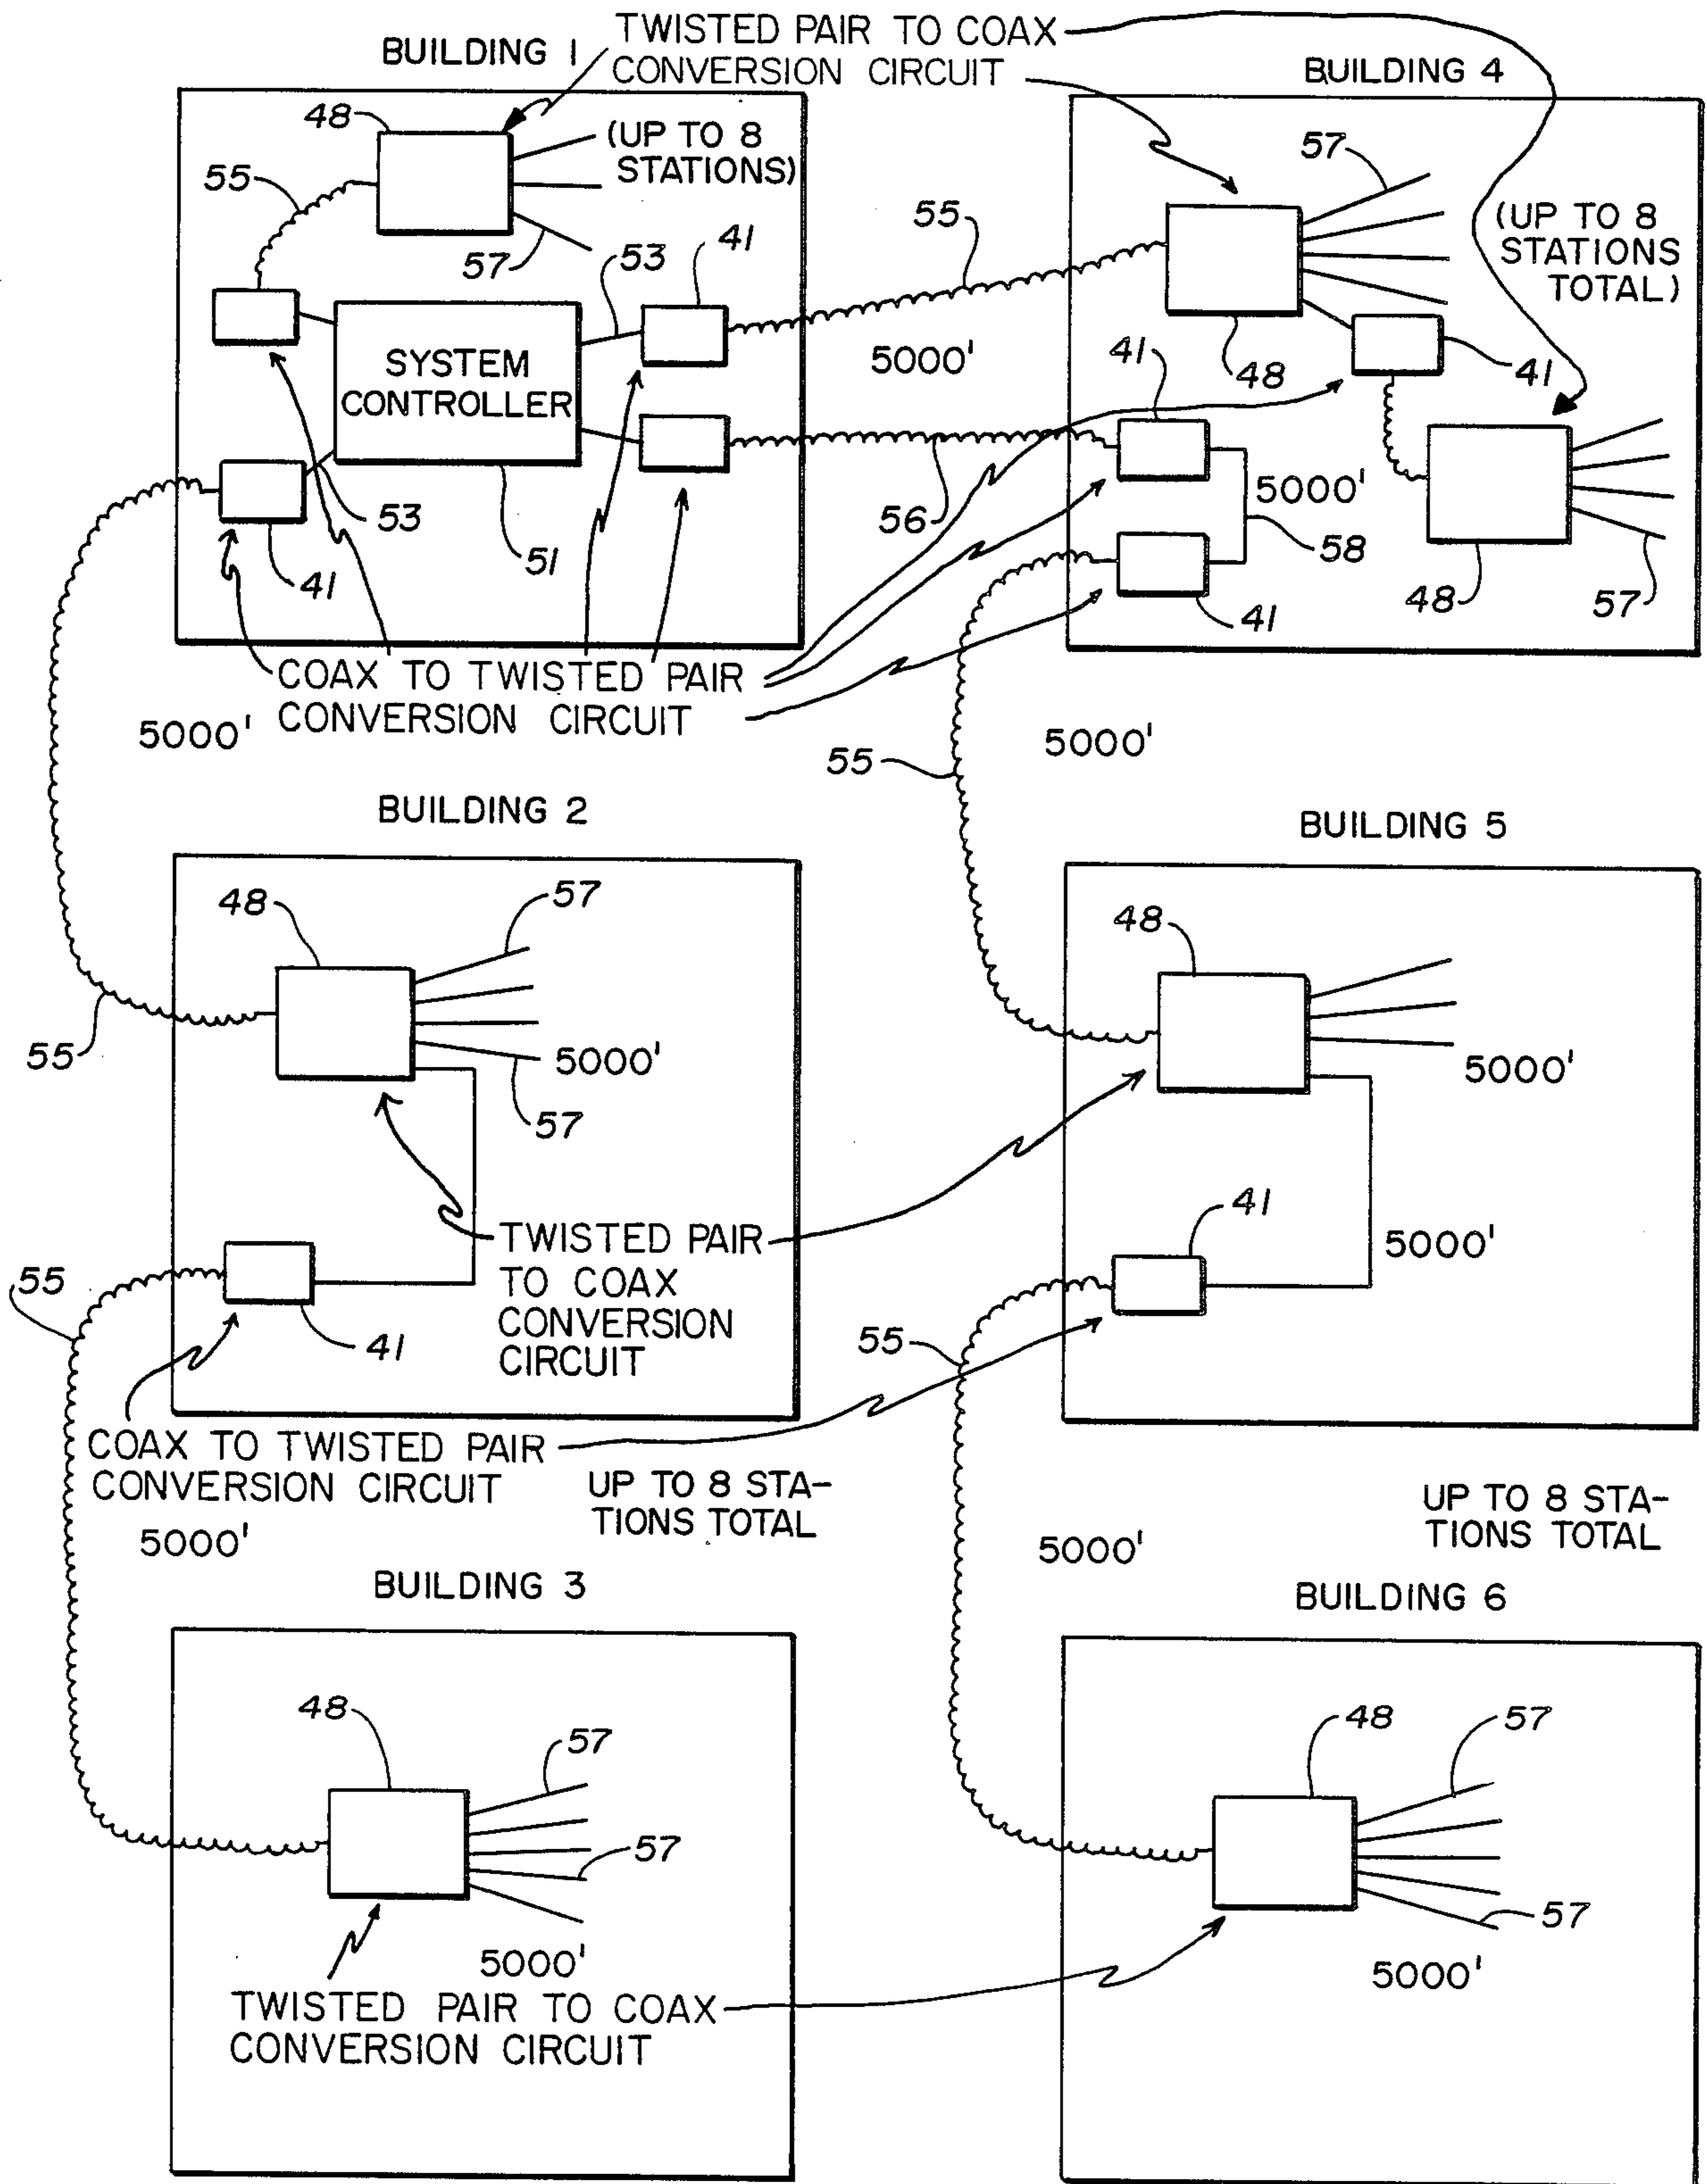 TWISTED PAIR TO COAX
CONVERSION CIRCUIT
BUILDING 1
BUILDING 4
48
(UP TO 8
STATIONS)
55
57
53
41
SYSTEM
CONTROLLER
53
41
51
55
5000'
56
57
(UP TO 8
STATIONS
TOTAL)
48
41
41
5000'
58
41
48
57
COAX TO TWISTED PAIR
CONVERSION CIRCUIT
5000'
55
5000'
BUILDING 2
BUILDING 5
48
57
55
5000'
57
48
5000'
TWISTED PAIR
TO COAX
CONVERSION
CIRCUIT
55
41
41
5000'
55
COAX TO TWISTED PAIR
CONVERSION CIRCUIT
UP TO 8 STA-
TIONS TOTAL
5000'
5000'
UP TO 8 STA-
TIONS TOTAL
BUILDING 3
BUILDING 6
48
57
57
5000'
TWISTED PAIR TO COAX
CONVERSION CIRCUIT
48
57
57
5000'